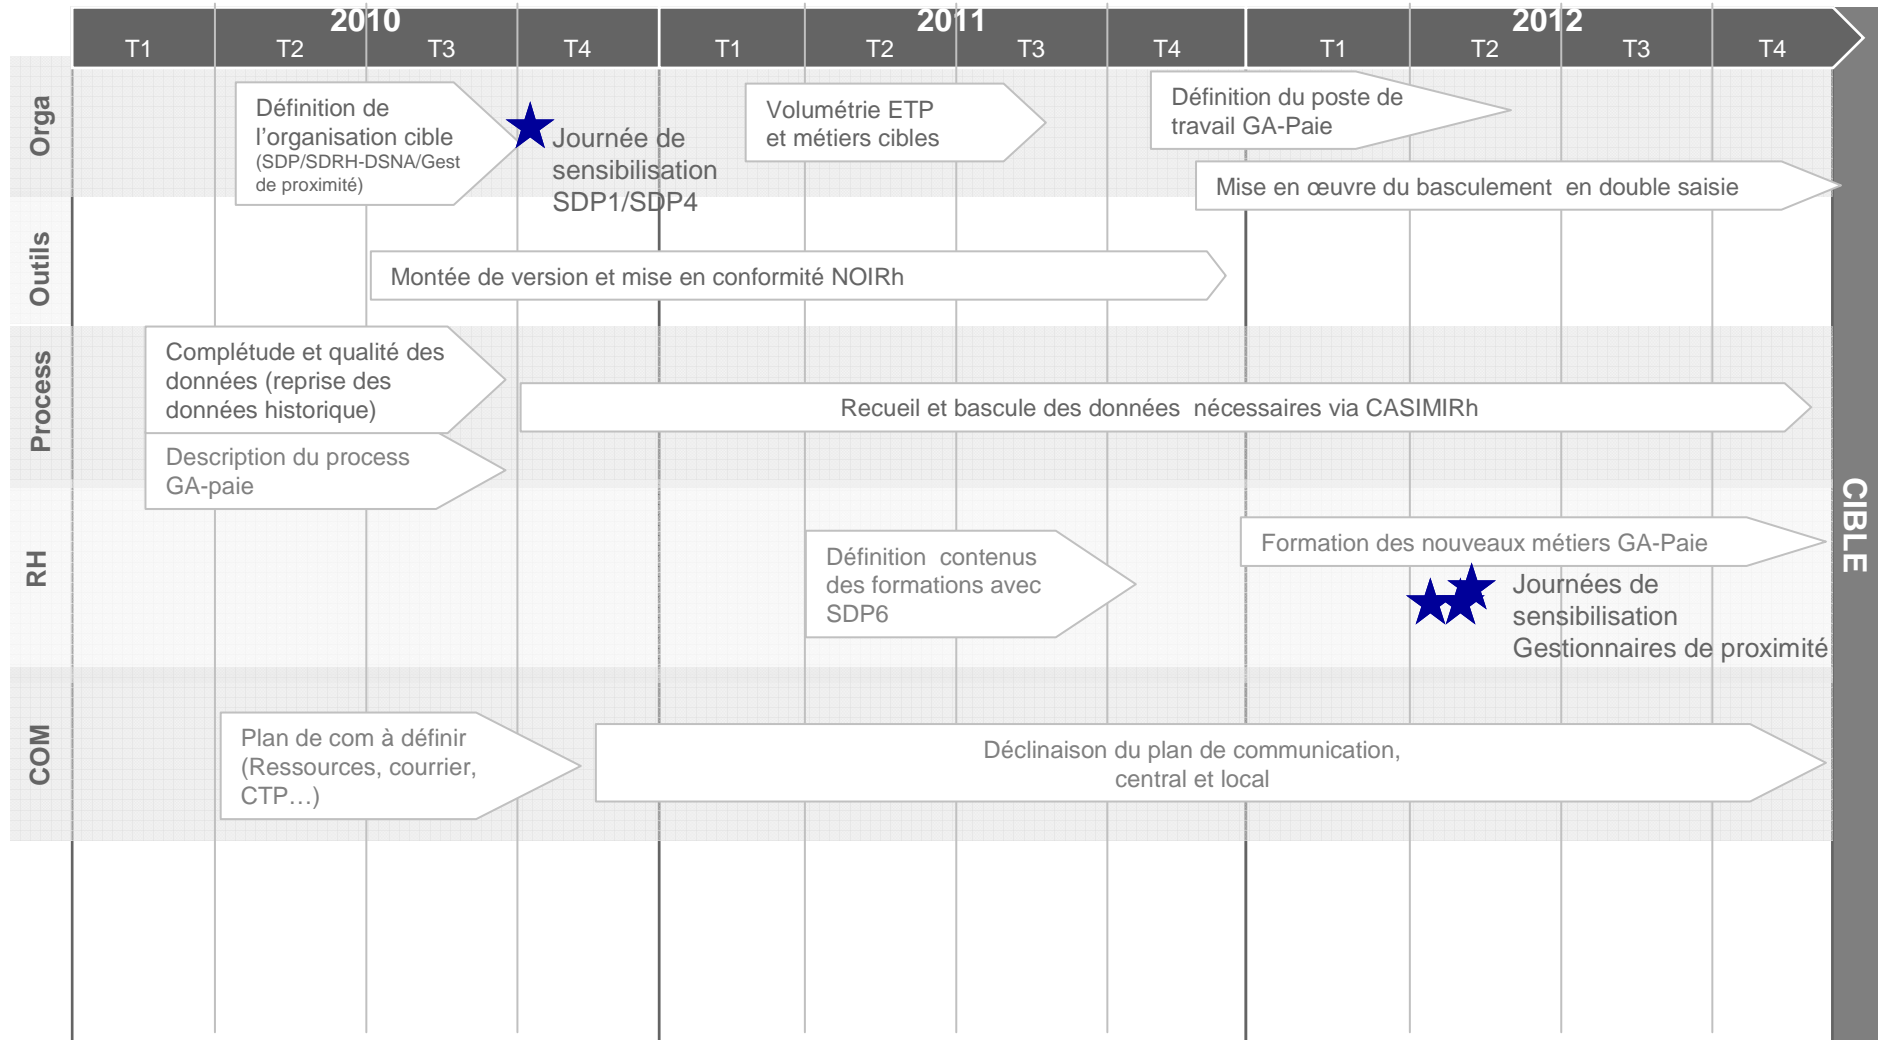 2010
2011
2012
T1
T2
T3
T4
T1
T2
T3
T4
T1
T2
T3
T4
Orga
Définition de
l’organisation cible
(SDP/SDRH-DSNA/Gest
de proximité)
Journée de
sensibilisation
SDP1/SDP4
Volumétrie ETP
et métiers cibles
Définition du poste de
travail GA-Paie
Mise en œuvre du basculement  en double saisie
Outils
Montée de version et mise en conformité NOIRh
Process
Complétude et qualité des
données (reprise des
données historique)
Recueil et bascule des données  nécessaires via CASIMIRh
Description du process
GA-paie
CIBLE
RH
Définition  contenus
des formations avec
SDP6
Formation des nouveaux métiers GA-Paie
Journées de
sensibilisation
Gestionnaires de proximité
COM
Plan de com à définir
(Ressources, courrier,
CTP…)
Déclinaison du plan de communication,
central et local